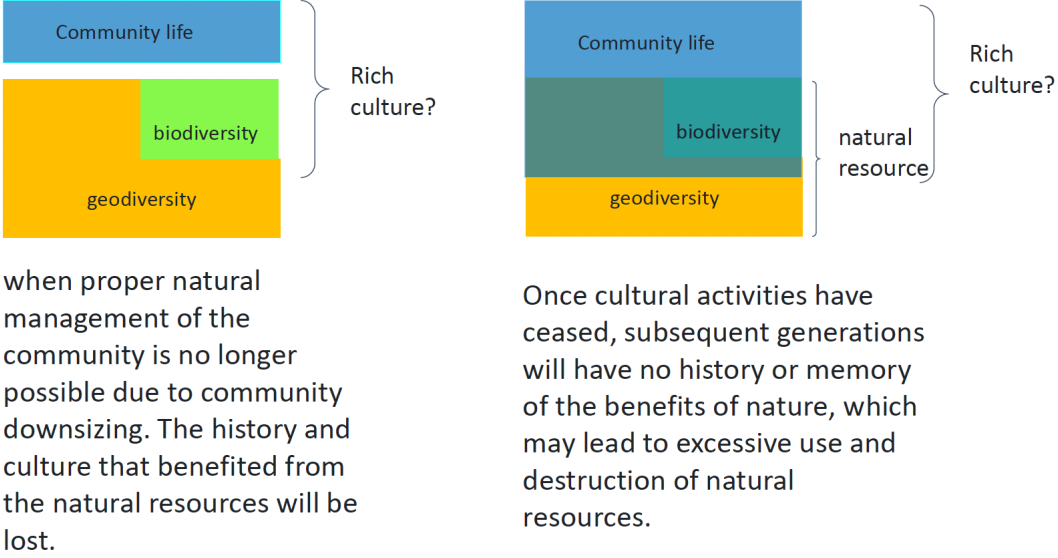 Community life
Rich
culture?
biodiversity
geodiversity
when proper natural
management of the
community is no longer
possible due to community
downsizing. The history and
culture that benefited from
the natural resources will be
lost.
Community life
Rich
culture?
biodiversity
natural
resource
geodiversity
Once cultural activities have
ceased, subsequent generations
will have no history or memory
of the benefits of nature, which
may lead to excessive use and
destruction of natural
resources.